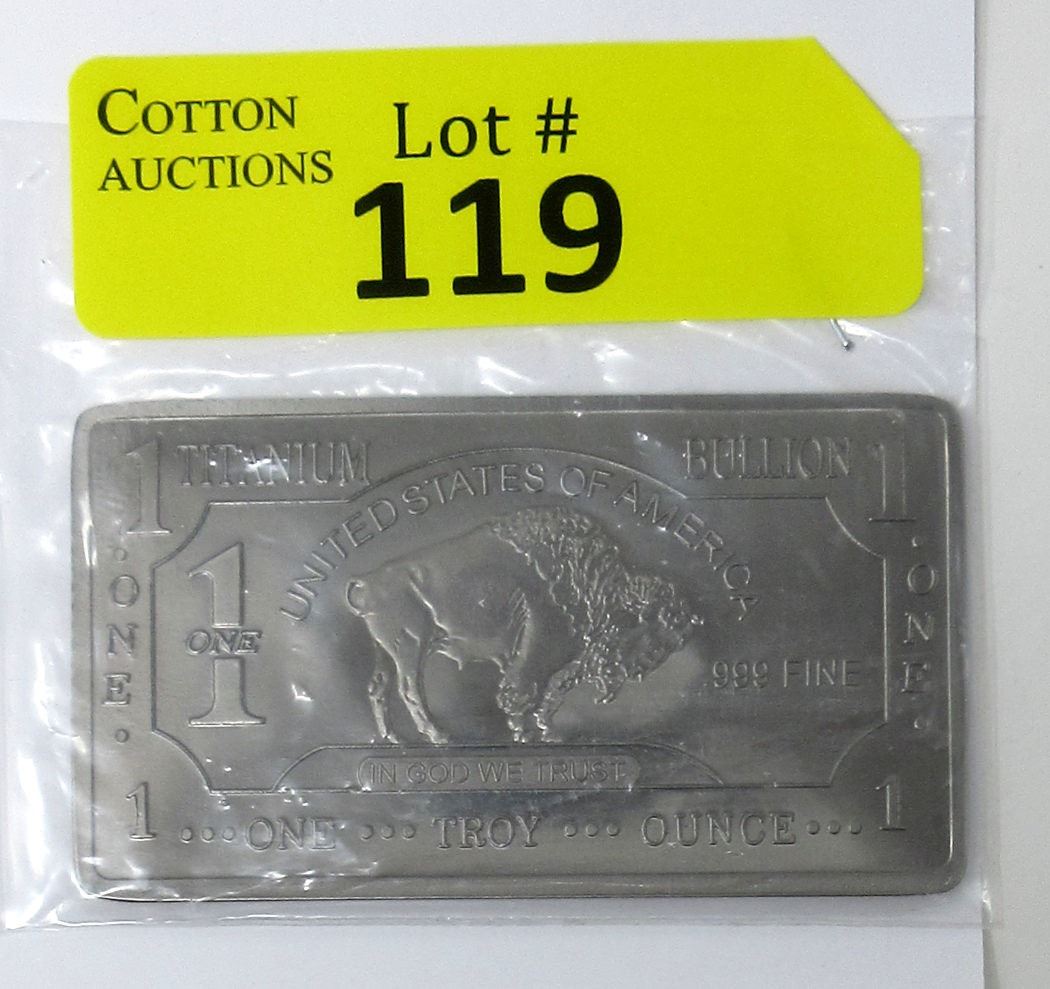 COTTON
AUCTIONS
Lot #
119
1 TITANIUM BULLION 1
UNITED STATES OF AMERICA
1
ONE
· ONE ·
· ONE ·
.999 FINE
IN GOD WE TRUST
1 ···ONE ··· TROY ··· OUNCE··· 1